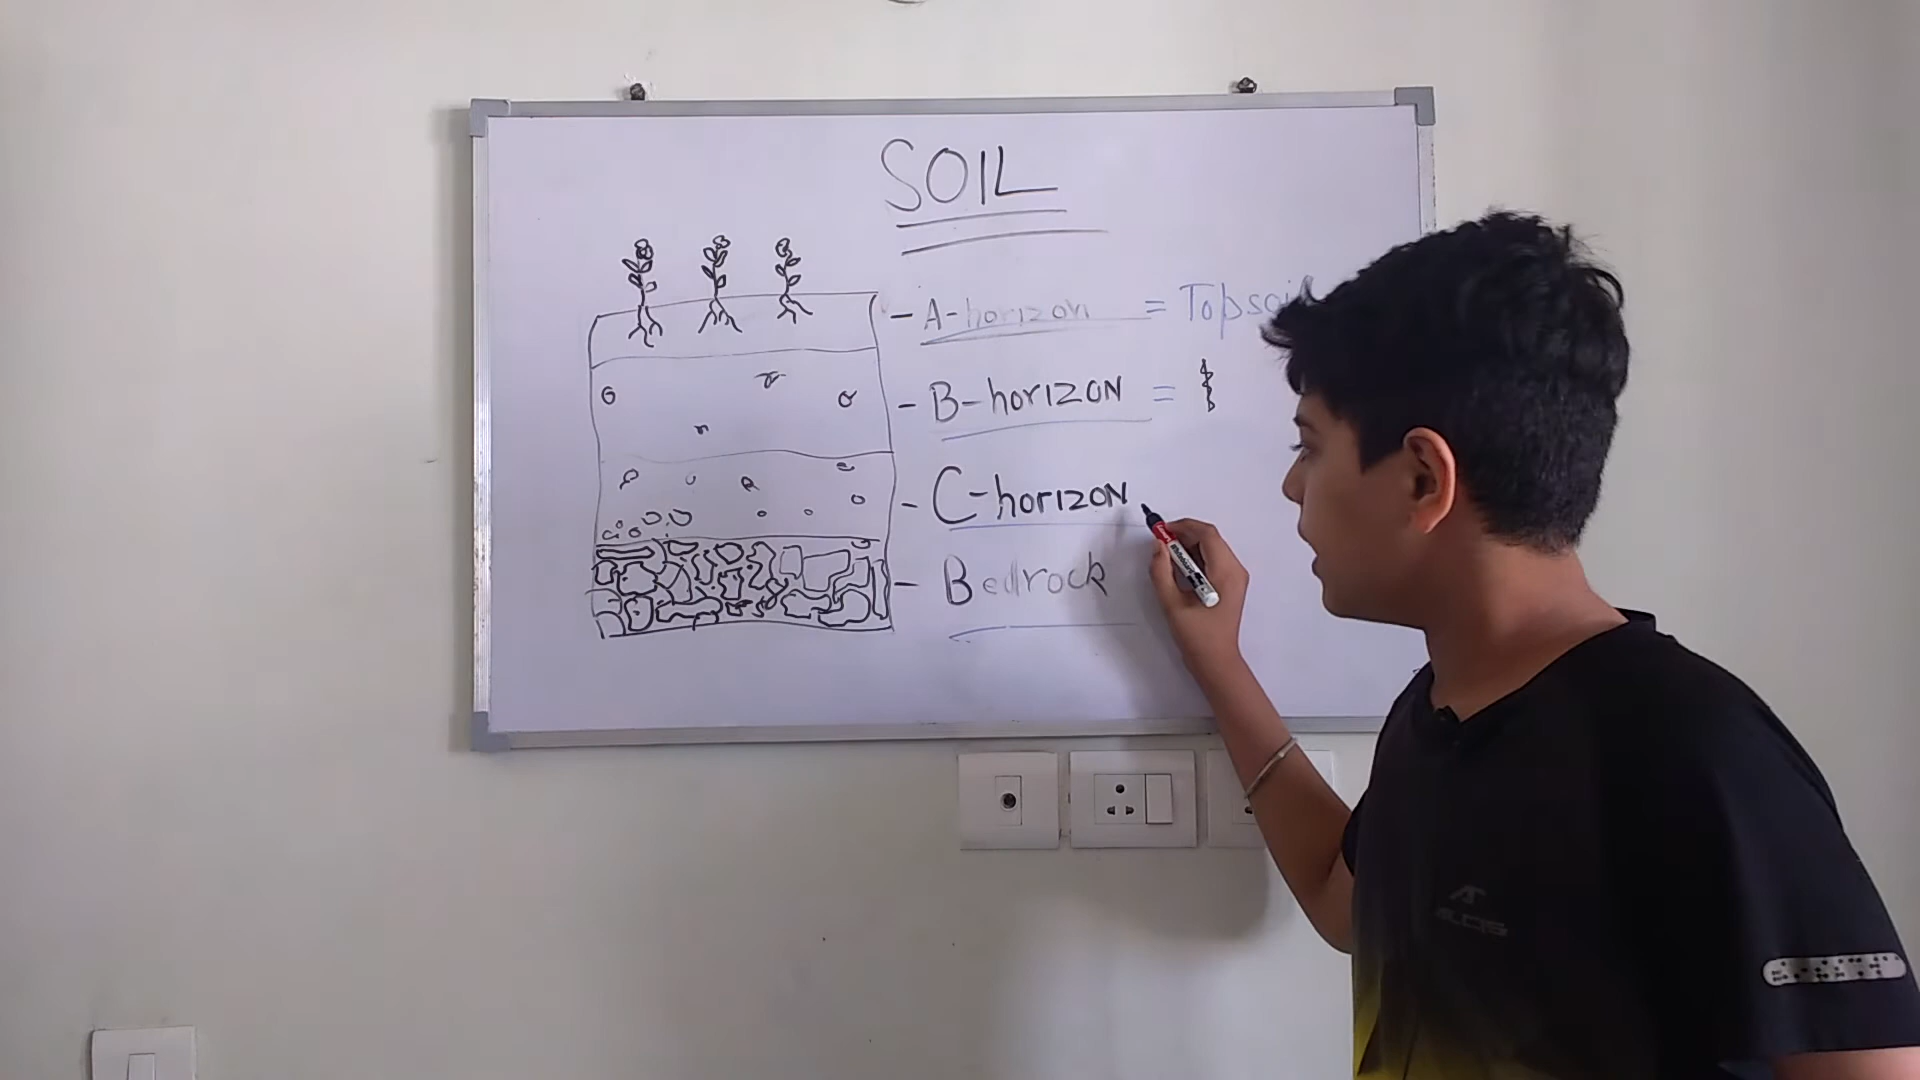 SOIL
- A-horizon = Topsoil
- B-horizon =
- C-horizon
- Bedrock